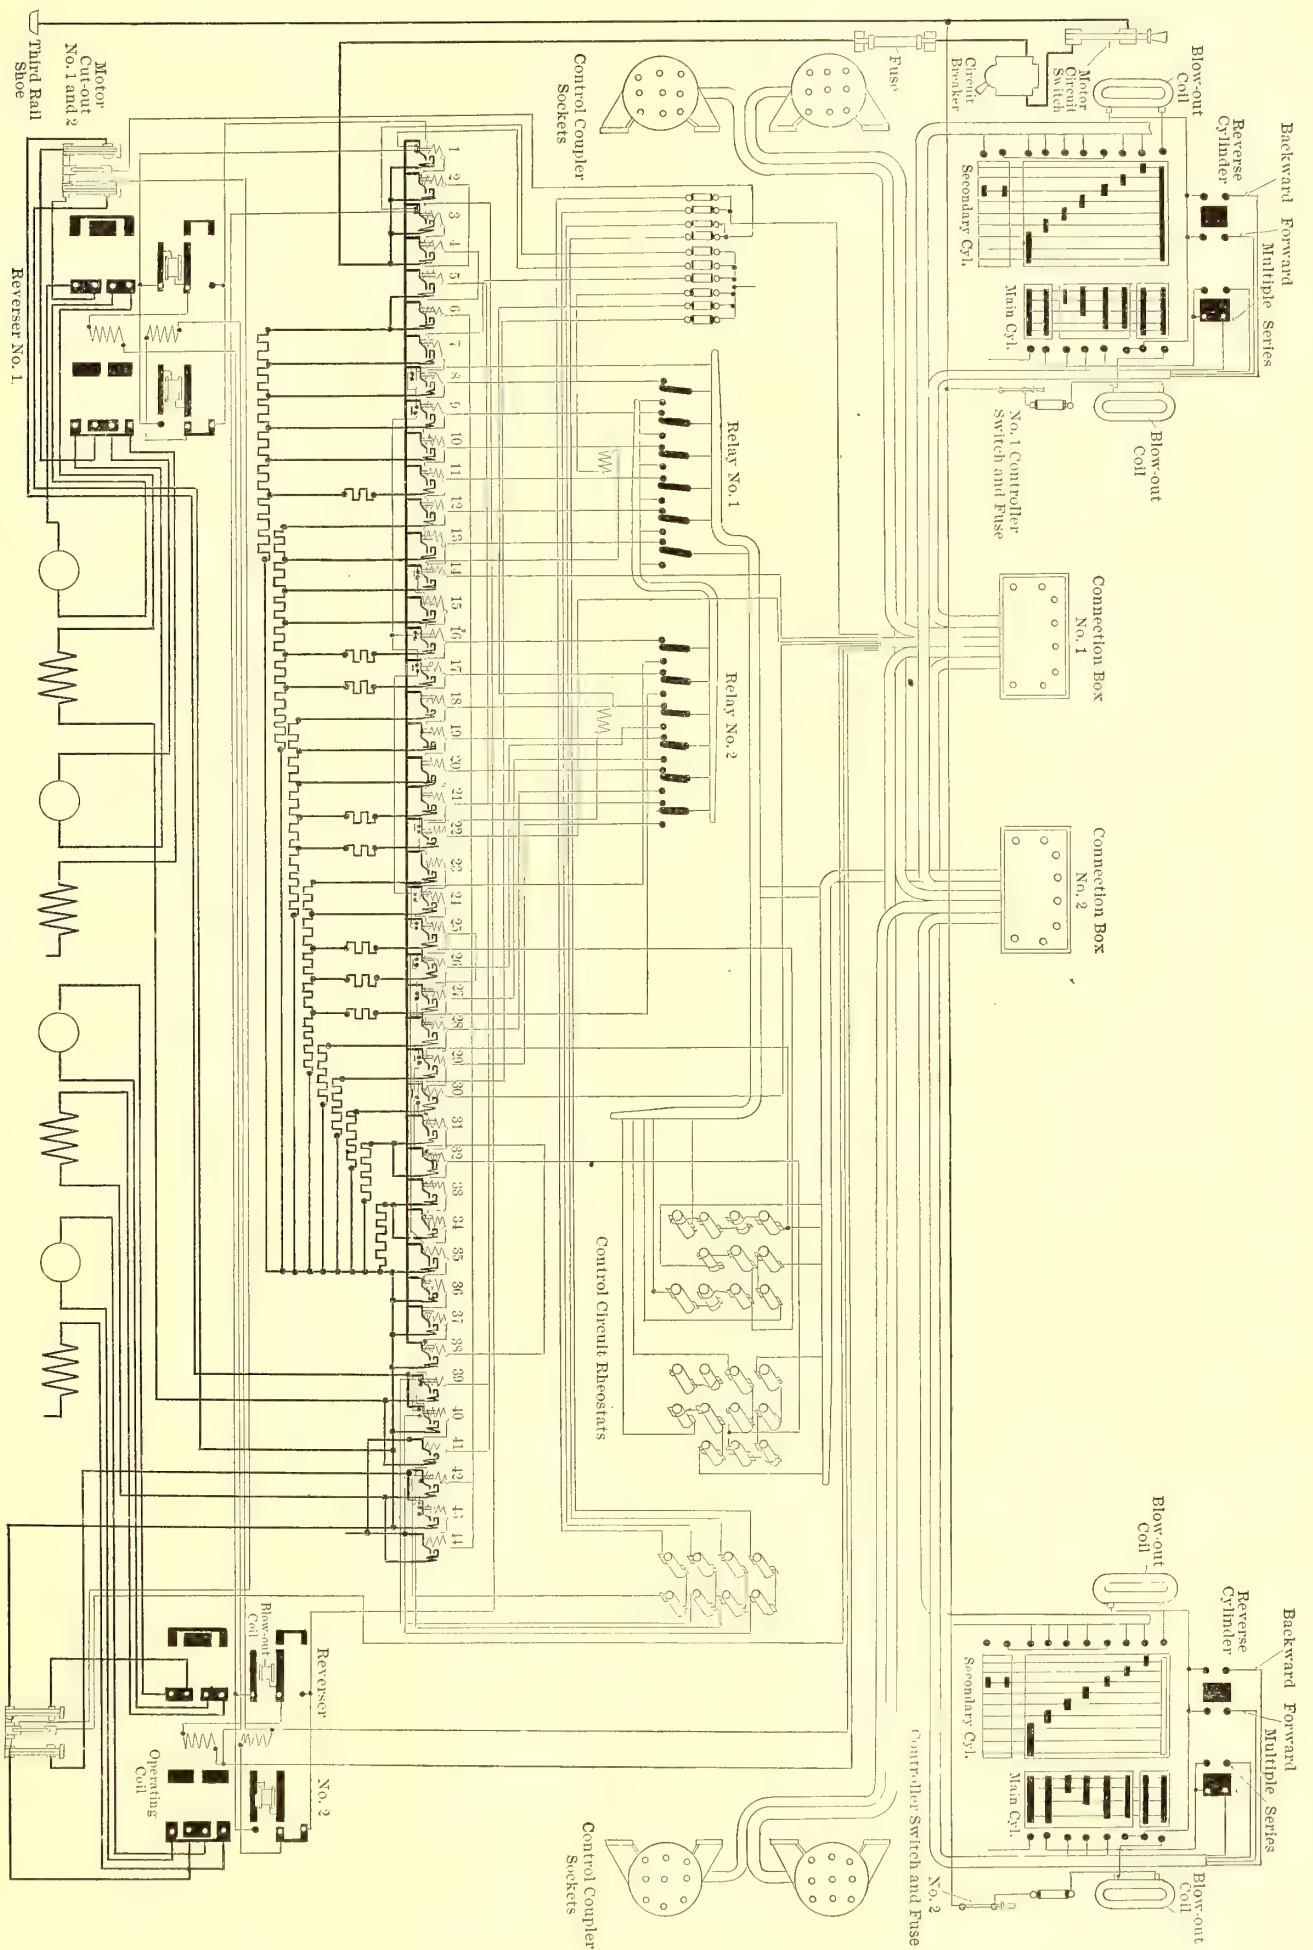 Backward Forward
Multiple Series
Reverse
Cylinder
Blow-out
Coil
Secondary Cyl.
Main Cyl.
Blow-out
Coil
Motor
Circuit
Switch
Circuit
Breaker
Fuse
No. 1 Controller
Switch and Fuse
Connection Box
No. 1
Connection Box
No. 2
Backward Forward
Multiple Series
Reverse
Cylinder
Blow-out
Coil
Secondary Cyl.
Main Cyl.
Blow-out
Coil
No. 2
Controller Switch and Fuse
Relay No. 1
Relay No. 2
Control Coupler
Sockets
Control Circuit Rheostats
Control Coupler
Sockets
1 2 3 4 5 6 7 8 9 10 11 12 13 14 15 16 17 18 19 20 21 22 23 24 25 26 27 28 29 30 31 32 33 34 35 36 37 38 39 40 41 42 43 44
Reverser No. 2
Blow-out
Coil
Operating
Coil
Motor
Cut-out
No. 1 and 2
Third Rail
Shoe
Reverser No. 1.